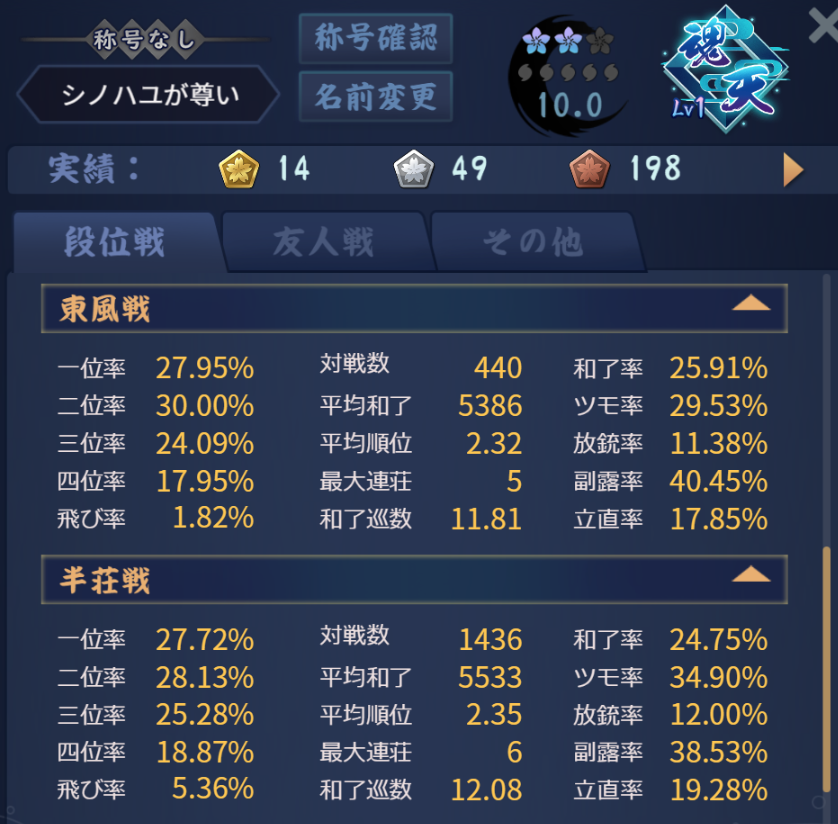 称号なし
称号確認
シノハユが尊い
名前変更
10.0
魂天
Lv1
実績： 14 49 198
段位戦 友人戦 その他
東風戦
一位率 27.95% 対戦数 440 和了率 25.91%
二位率 30.00% 平均和了 5386 ツモ率 29.53%
三位率 24.09% 平均順位 2.32 放銃率 11.38%
四位率 17.95% 最大連荘 5 副露率 40.45%
飛び率 1.82% 和了巡数 11.81 立直率 17.85%
半荘戦
一位率 27.72% 対戦数 1436 和了率 24.75%
二位率 28.13% 平均和了 5533 ツモ率 34.90%
三位率 25.28% 平均順位 2.35 放銃率 12.00%
四位率 18.87% 最大連荘 6 副露率 38.53%
飛び率 5.36% 和了巡数 12.08 立直率 19.28%